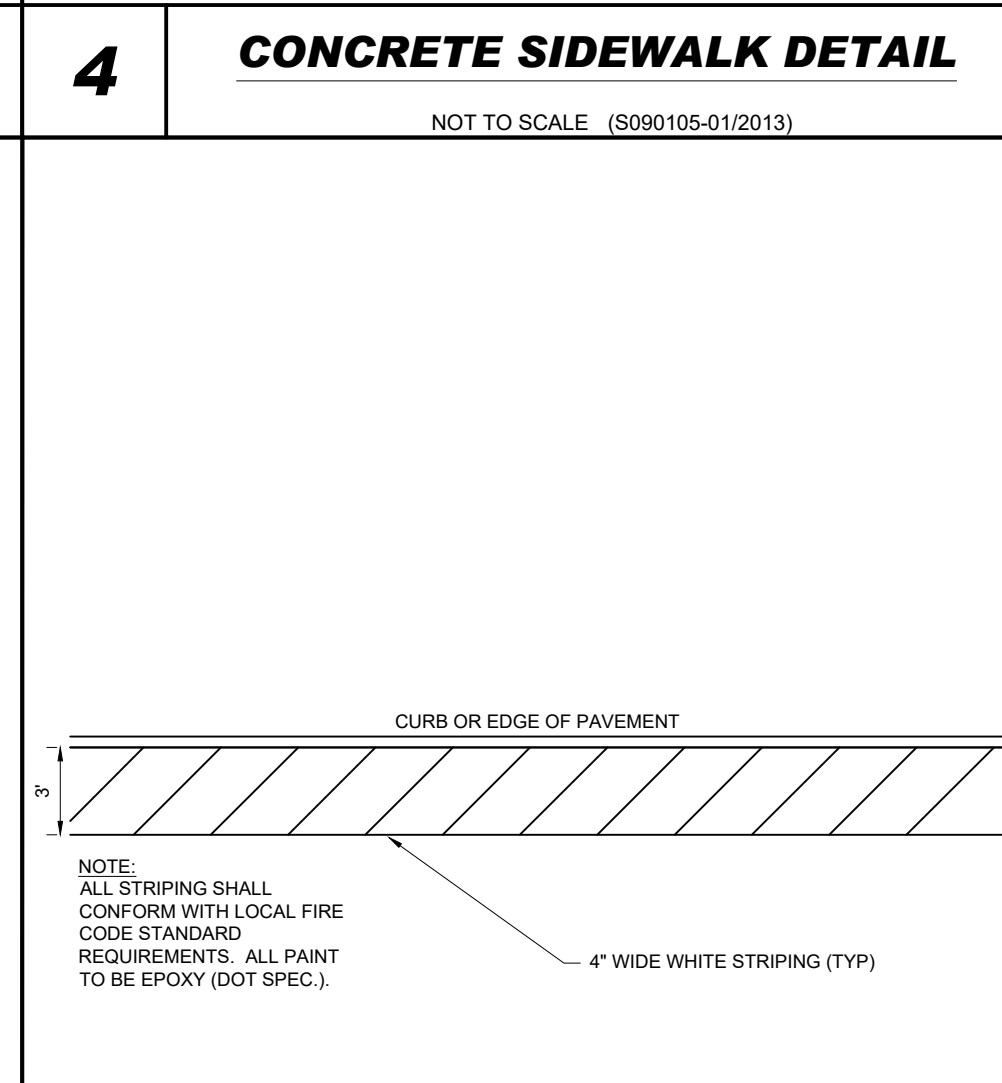 4
CONCRETE SIDEWALK DETAIL
NOT TO SCALE (S090105-01/2013)
CURB OR EDGE OF PAVEMENT
3'
NOTE:
ALL STRIPING SHALL
CONFORM WITH LOCAL FIRE
CODE STANDARD
REQUIREMENTS. ALL PAINT
TO BE EPOXY (DOT SPEC.).
4" WIDE WHITE STRIPING (TYP)